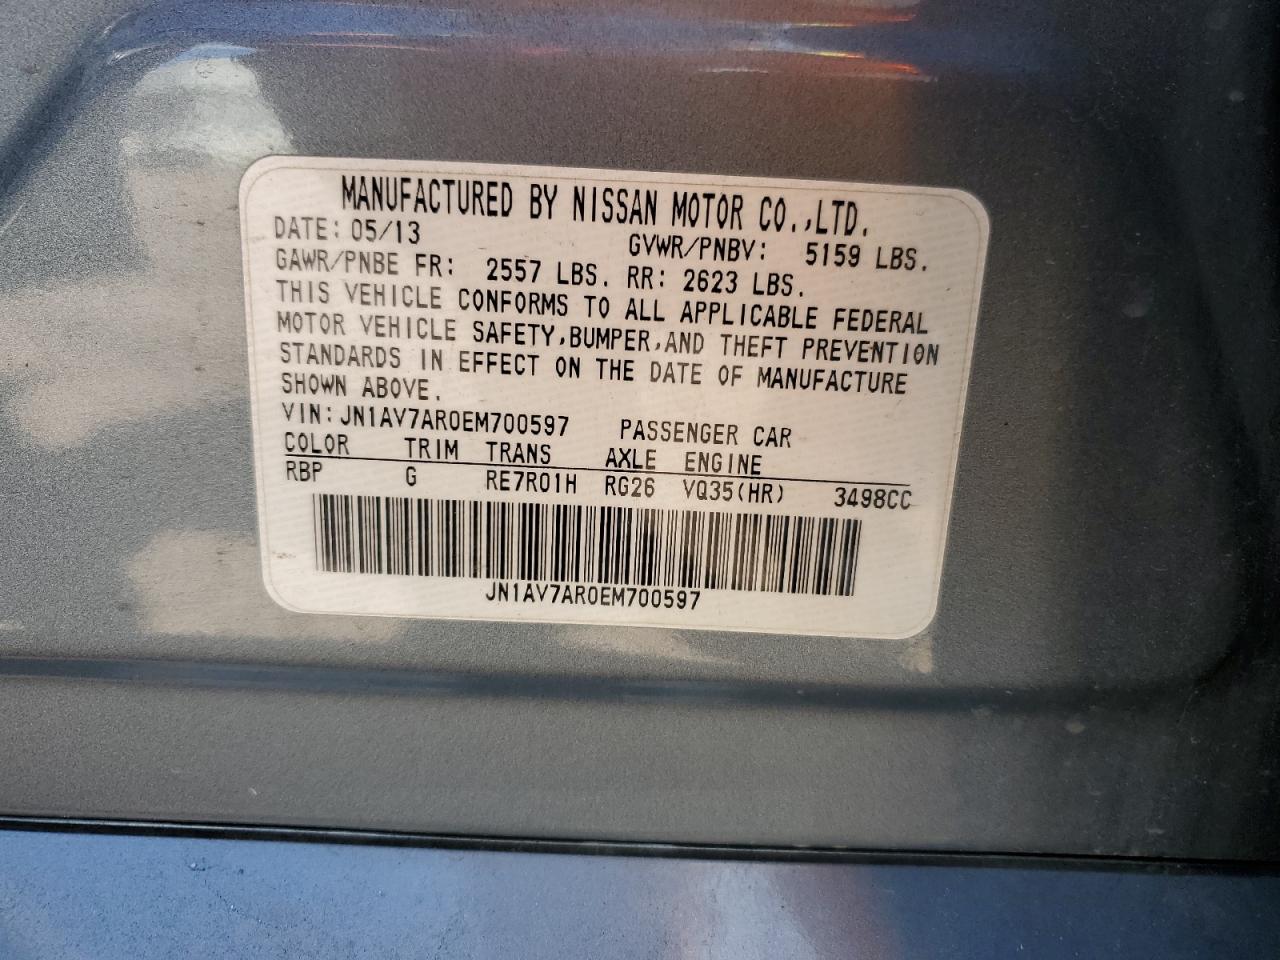 MANUFACTURED BY NISSAN MOTOR CO.,LTD.
DATE: 05/13 GVWR/PNBV: 5159 LBS.
GAWR/PNBE FR: 2557 LBS. RR: 2623 LBS.
THIS VEHICLE CONFORMS TO ALL APPLICABLE FEDERAL
MOTOR VEHICLE SAFETY,BUMPER,AND THEFT PREVENTION
STANDARDS IN EFFECT ON THE DATE OF MANUFACTURE
SHOWN ABOVE.
VIN: JN1AV7AR0EM700597 PASSENGER CAR
COLOR TRIM TRANS AXLE ENGINE
RBP G RE7R01H RG26 VQ35(HR) 3498CC
JN1AV7AR0EM700597